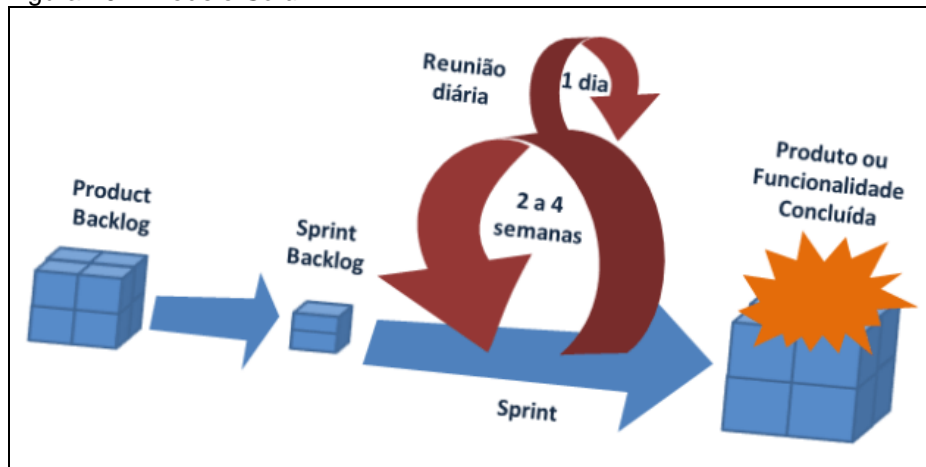 Reunião
diária
1 dia
Product
Backlog
Sprint
Backlog
2 a 4
semanas
Produto ou
Funcionalidade
Concluída
Sprint